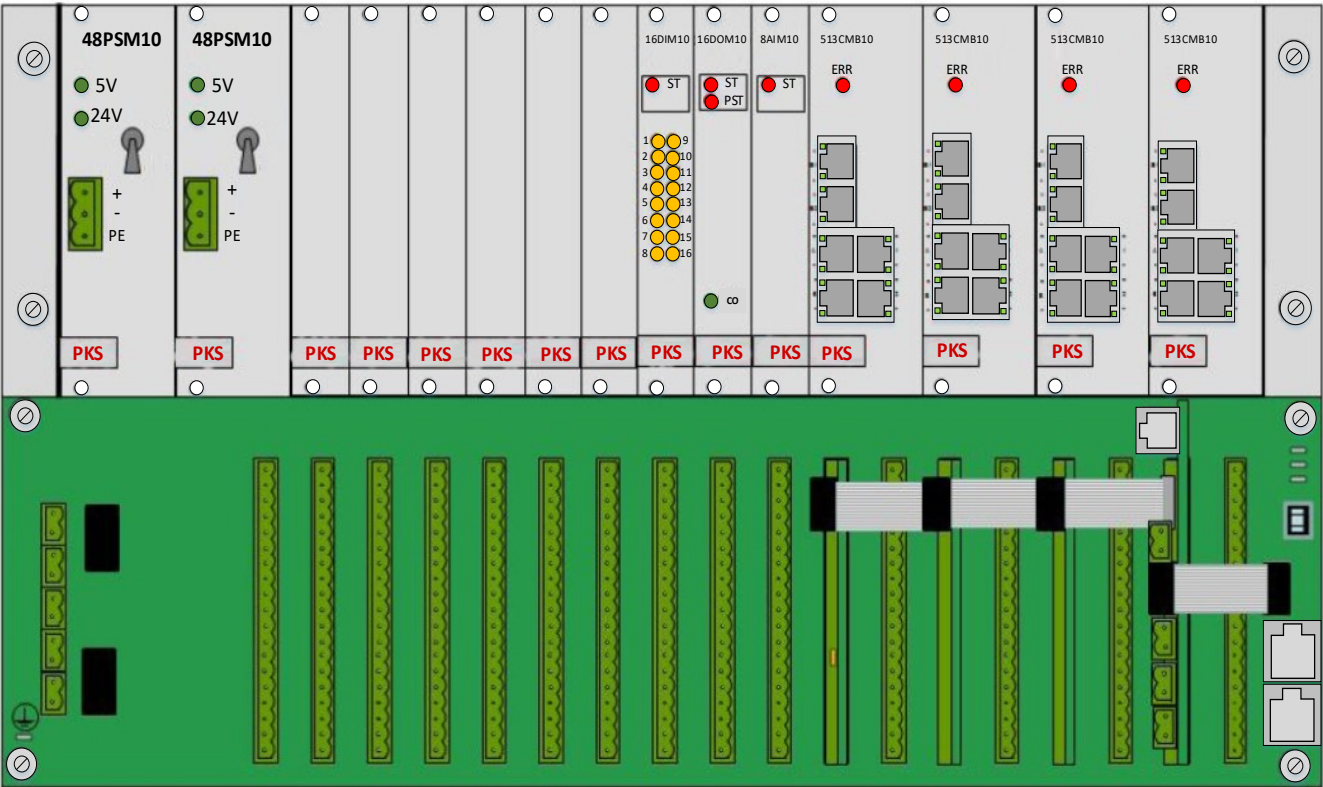 48PSM10 48PSM10 16DIM10 16DOM10 8AIM10 513CMB10 513CMB10 513CMB10 513CMB10
ERR ERR ERR ERR
5V 5V ST ST ST
PST
24V 24V
1 9
2 10
3 11
4 12
5 13
6 14
7 15
8 16
+ +
- -
PE PE
co
PKS PKS PKS PKS PKS PKS PKS PKS PKS PKS PKS PKS PKS PKS PKS